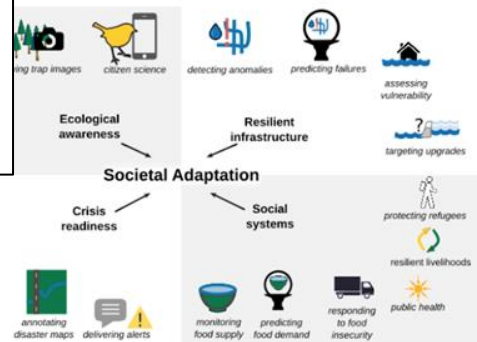 trap images
citizen science
detecting anomalies
predicting failures
assessing
vulnerability
Ecological
awareness
Resilient
infrastructure
?
targeting upgrades
Societal Adaptation
Crisis
readiness
Social
systems
protecting refugees
resilient livelihoods
public health
annotating
disaster maps
delivering alerts
!
monitoring
food supply
predicting
food demand
responding
to food
insecurity